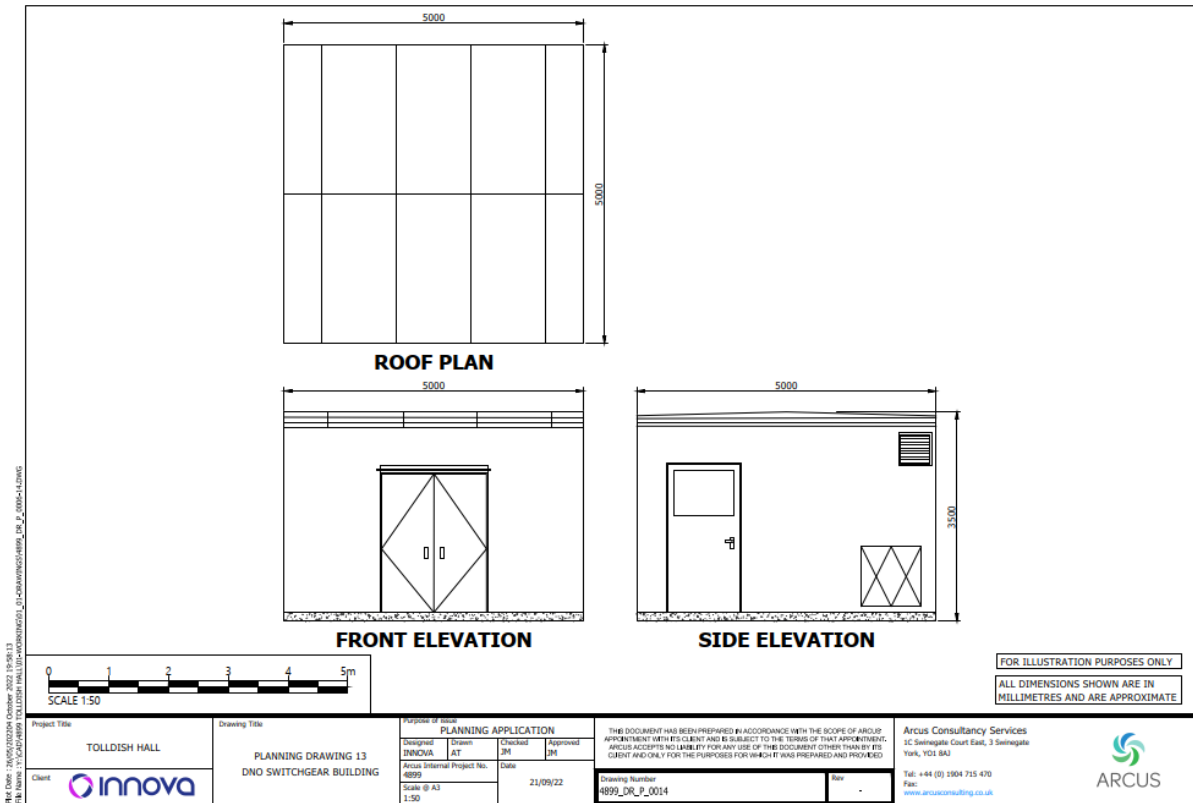 5000
5000
ROOF PLAN
5000
5000
3500
FRONT ELEVATION
SIDE ELEVATION
0 1 2 3 4 5m
SCALE 1:50
FOR ILLUSTRATION PURPOSES ONLY
ALL DIMENSIONS SHOWN ARE IN
MILLIMETRES AND ARE APPROXIMATE
Project Title
TOLLDISH HALL
Client
innova
Drawing Title
PLANNING DRAWING 13
DNO SWITCHGEAR BUILDING
Purpose of Issue
PLANNING APPLICATION
Designed
INNOVA
Drawn
AT
Checked
JM
Approved
JM
Arcus Internal Project No.
4899
Date
21/09/22
Scale @ A3
1:50
THIS DOCUMENT HAS BEEN PREPARED IN ACCORDANCE WITH THE SCOPE OF ARCUS'
APPOINTMENT WITH ITS CLIENT AND IS SUBJECT TO THE TERMS OF THAT APPOINTMENT.
ARCUS ACCEPTS NO LIABILITY FOR ANY USE OF THIS DOCUMENT OTHER THAN BY ITS
CLIENT AND ONLY FOR THE PURPOSES FOR WHICH IT WAS PREPARED AND PROVIDED
Drawing Number
4899_DR_P_0014
Rev
-
Arcus Consultancy Services
1C Swinegate Court East, 3 Swinegate
York, YO1 8AJ
Tel: +44 (0) 1904 715 470
Fax:
www.arcusconsulting.co.uk
ARCUS